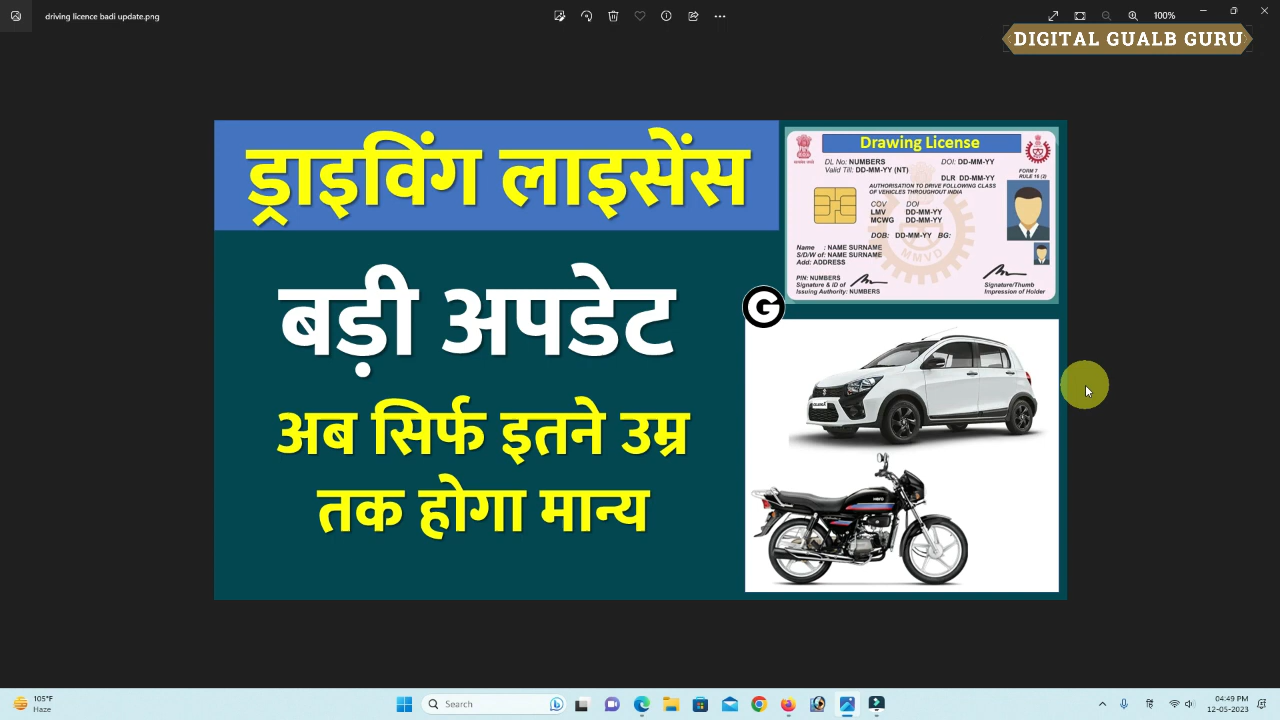 driving licence badi update.png
100%
DIGITAL GUALB GURU
ड्राइविंग लाइसेंस
बड़ी अपडेट
अब सिर्फ इतने उम्र
तक होगा मान्य
Drawing License
DL No: NUMBERS DOI: DD-MM-YY
Valid Till: DD-MM-YY (NT)
DLR DD-MM-YY
FORM 7
RULE 16 (2)
AUTHORISATION TO DRIVE FOLLOWING CLASS
OF VEHICLES THROUGHOUT INDIA
COV DOI
LMV DD-MM-YY
MCWG DD-MM-YY
DOB: DD-MM-YY BG:
MMVD
Name : NAME SURNAME
S/D/W of: NAME SURNAME
Add: ADDRESS
PIN: NUMBERS
Signature & ID of
Issuing Authority: NUMBERS
Signature/Thumb
Impression of Holder
G
105°F
Haze
Search
04:49 PM
12-05-2023